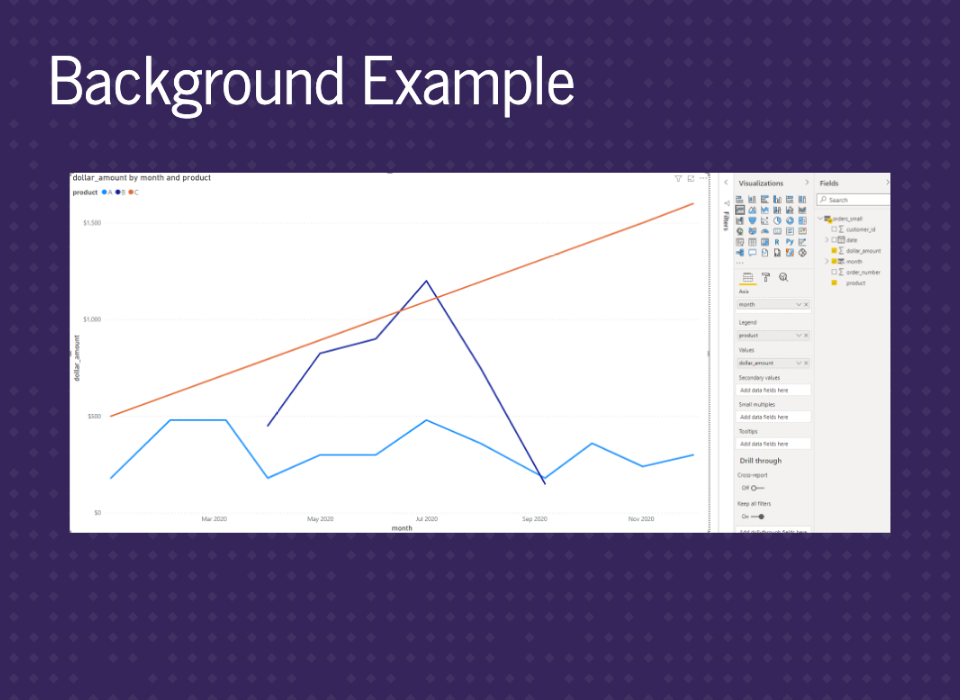 Background Example
dollar_amount by month and product
product A B C
$1,500
$1,000
$500
$0
dollar_amount
Mar 2020 May 2020 Jul 2020 Sep 2020 Nov 2020
month
Filters
Visualizations
R Py
Axis
month
Legend
product
Values
dollar_amount
Secondary values
Add data fields here
Small multiples
Add data fields here
Tooltips
Add data fields here
Drill through
Cross-report
Off
Keep all filters
On
Add drill-through fields here
Fields
Search
orders_small
customer_id
date
dollar_amount
month
order_number
product